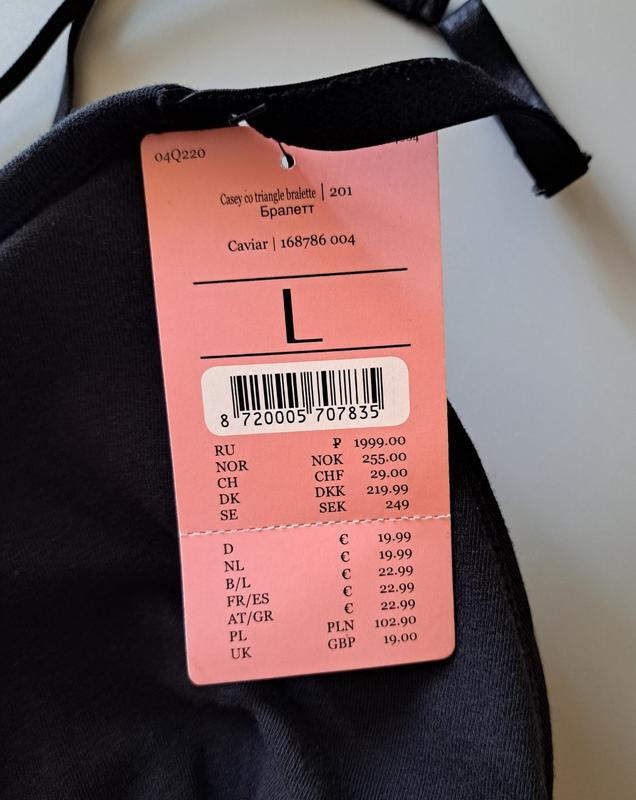 04Q220
Casey co triangle bralette | 201
Бралетт
Caviar | 168786 004
L
8 720005 707835
RU ₽ 1999.00
NOR NOK 255.00
CH CHF 29.00
DK DKK 219.99
SE SEK 249
D € 19.99
NL € 19.99
B/L € 22.99
FR/ES € 22.99
AT/GR € 22.99
PL PLN 102.90
UK GBP 19.00